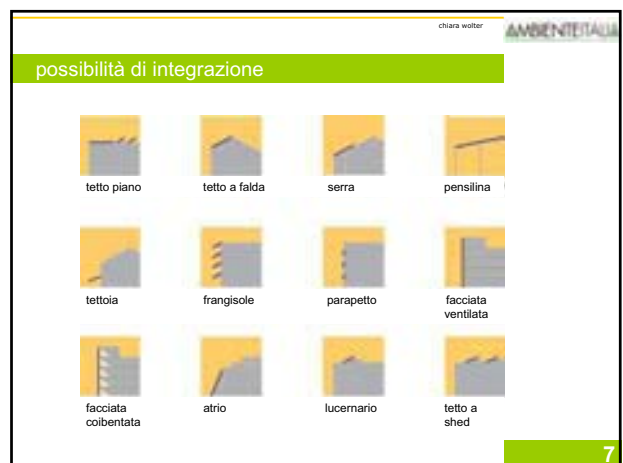 chiara wolter
AMBIENTEITALIA
possibilità di integrazione
tetto piano
tetto a falda
serra
pensilina
tettoia
frangisole
parapetto
facciata
ventilata
facciata
coibentata
atrio
lucernario
tetto a
shed
7